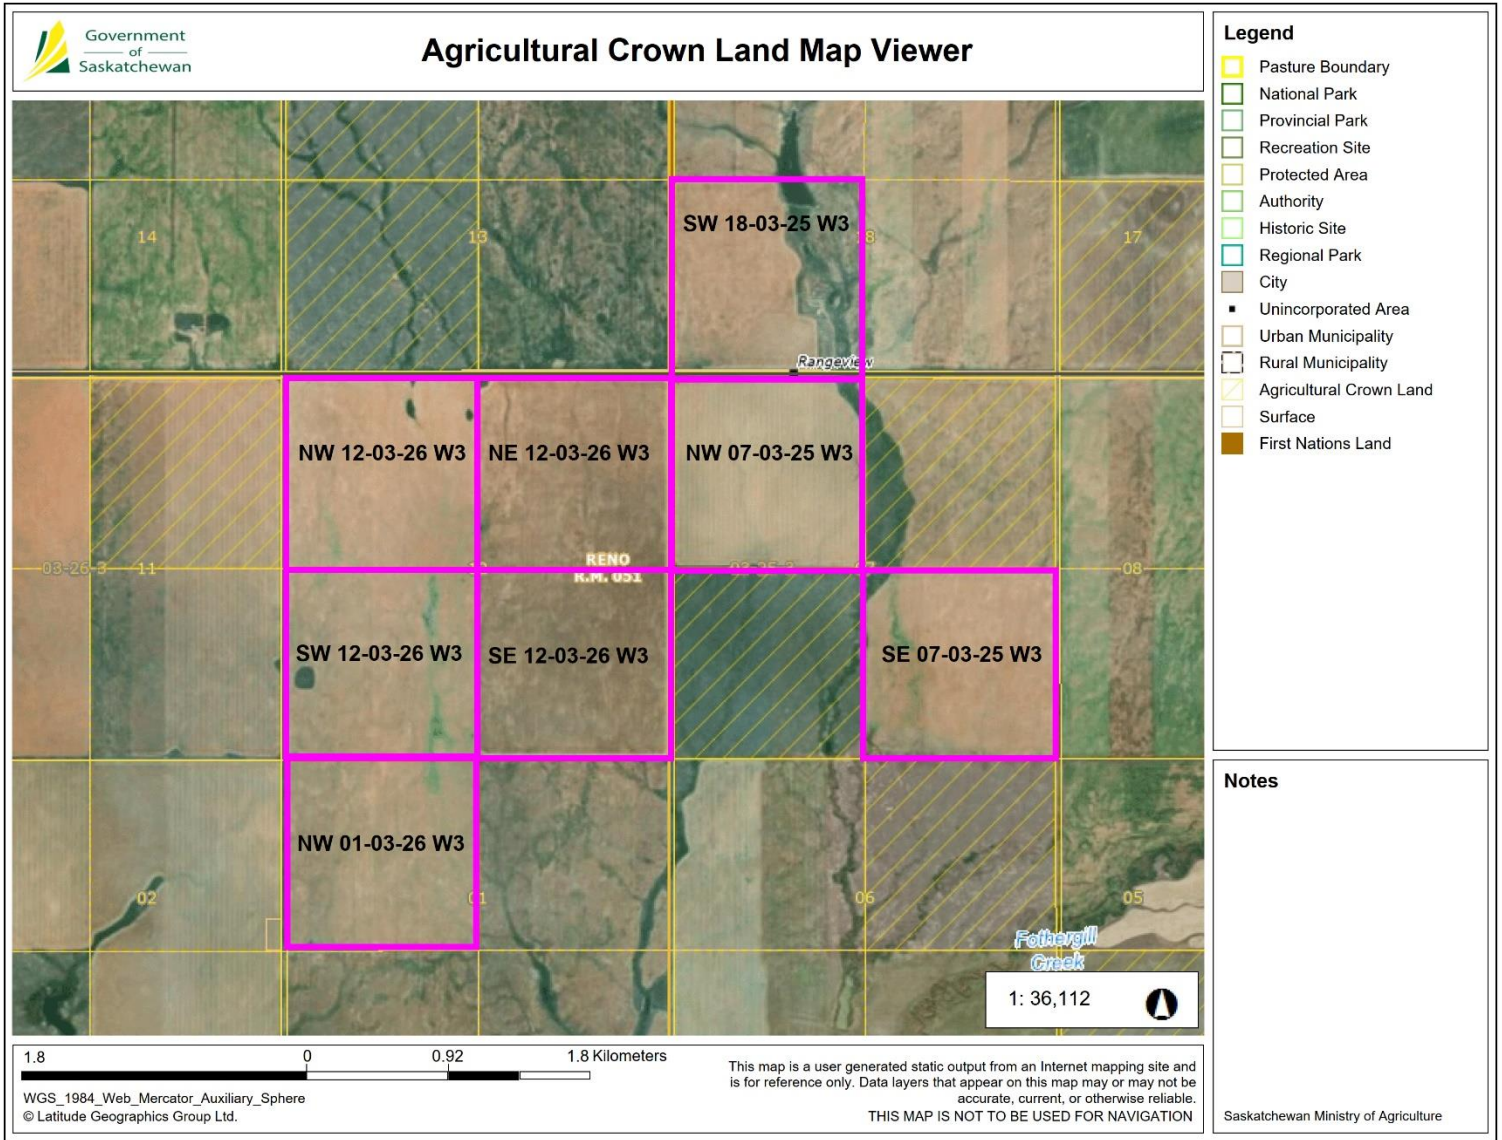 Government
of
Saskatchewan
Agricultural Crown Land Map Viewer
14
13
SW 18-03-25 W3
18
17
Rangeview
NW 12-03-26 W3
NE 12-03-26 W3
NW 07-03-25 W3
RENO
R.M. 051
03-26-3
11
12
03-25-3
07
08
SW 12-03-26 W3
SE 12-03-26 W3
SE 07-03-25 W3
NW 01-03-26 W3
02
01
06
05
Fothergill
Creek
1: 36,112
1.8
0
0.92
1.8 Kilometers
WGS_1984_Web_Mercator_Auxiliary_Sphere
© Latitude Geographics Group Ltd.
This map is a user generated static output from an Internet mapping site and
is for reference only. Data layers that appear on this map may or may not be
accurate, current, or otherwise reliable.
THIS MAP IS NOT TO BE USED FOR NAVIGATION
Legend
Pasture Boundary
National Park
Provincial Park
Recreation Site
Protected Area
Authority
Historic Site
Regional Park
City
Unincorporated Area
Urban Municipality
Rural Municipality
Agricultural Crown Land
Surface
First Nations Land
Notes
Saskatchewan Ministry of Agriculture